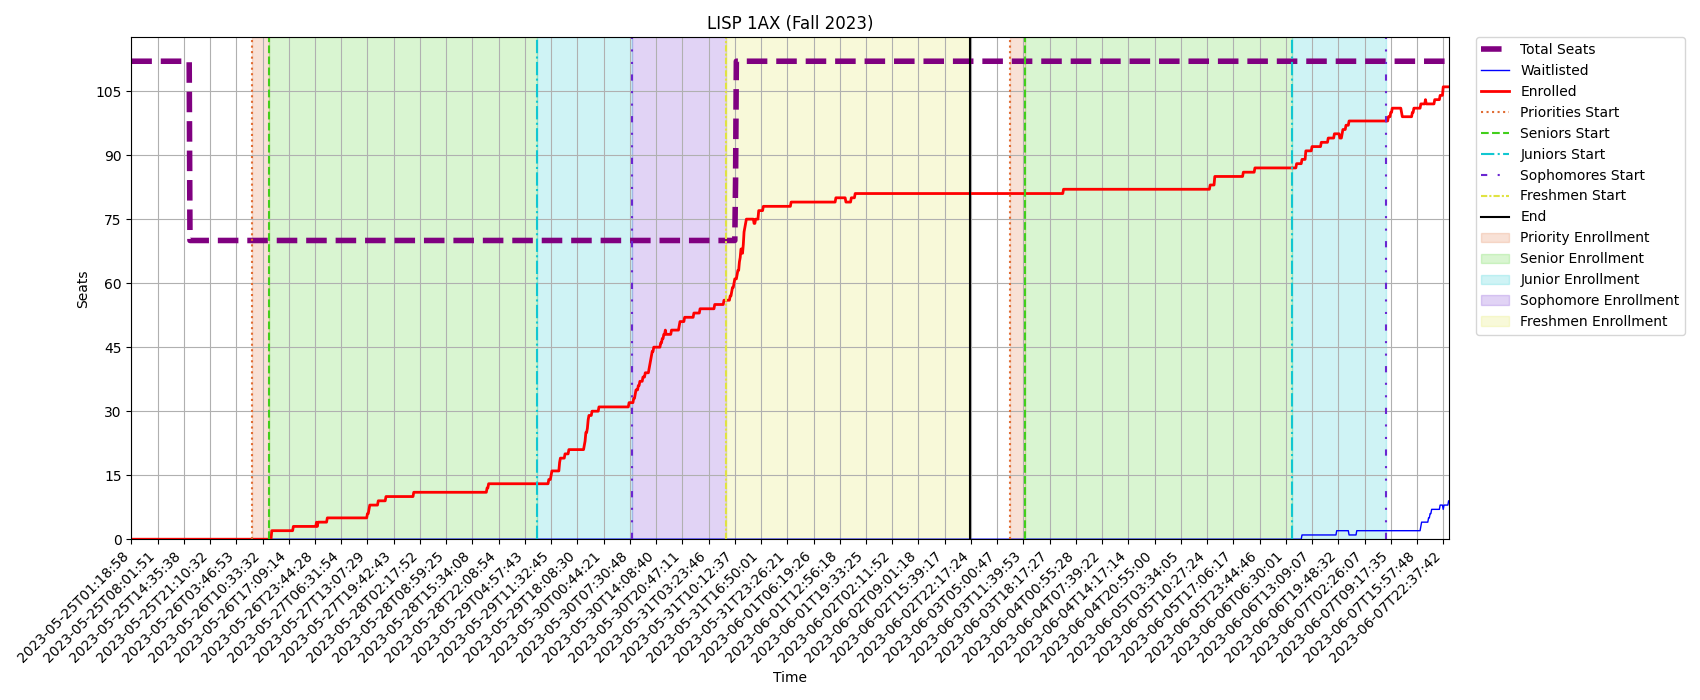 LISP 1AX (Fall 2023)
Total Seats
Waitlisted
Enrolled
Priorities Start
Seniors Start
Juniors Start
Sophomores Start
Freshmen Start
End
Priority Enrollment
Senior Enrollment
Junior Enrollment
Sophomore Enrollment
Freshmen Enrollment
Seats
105
90
75
60
45
30
15
0
2023-05-25T01:18:58
2023-05-25T08:01:51
2023-05-25T14:35:38
2023-05-25T21:10:32
2023-05-26T03:46:53
2023-05-26T10:33:32
2023-05-26T17:09:14
2023-05-26T23:44:28
2023-05-27T06:31:54
2023-05-27T13:07:29
2023-05-27T19:42:43
2023-05-28T02:17:52
2023-05-28T08:59:25
2023-05-28T15:34:08
2023-05-28T22:08:54
2023-05-29T04:57:43
2023-05-29T11:32:45
2023-05-29T18:08:30
2023-05-30T00:44:21
2023-05-30T07:30:48
2023-05-30T14:08:40
2023-05-30T20:47:11
2023-05-31T03:23:46
2023-05-31T10:12:37
2023-05-31T16:50:01
2023-05-31T23:26:21
2023-06-01T06:19:26
2023-06-01T12:56:18
2023-06-01T19:33:25
2023-06-02T02:11:52
2023-06-02T09:01:18
2023-06-02T15:39:17
2023-06-02T22:17:24
2023-06-03T05:00:47
2023-06-03T11:39:53
2023-06-03T18:17:27
2023-06-04T00:55:28
2023-06-04T07:39:22
2023-06-04T14:17:14
2023-06-04T20:55:00
2023-06-05T03:34:05
2023-06-05T10:27:24
2023-06-05T17:06:17
2023-06-05T23:44:46
2023-06-06T06:30:01
2023-06-06T13:09:07
2023-06-06T19:48:32
2023-06-07T02:26:07
2023-06-07T09:17:35
2023-06-07T15:57:48
2023-06-07T22:37:42
Time